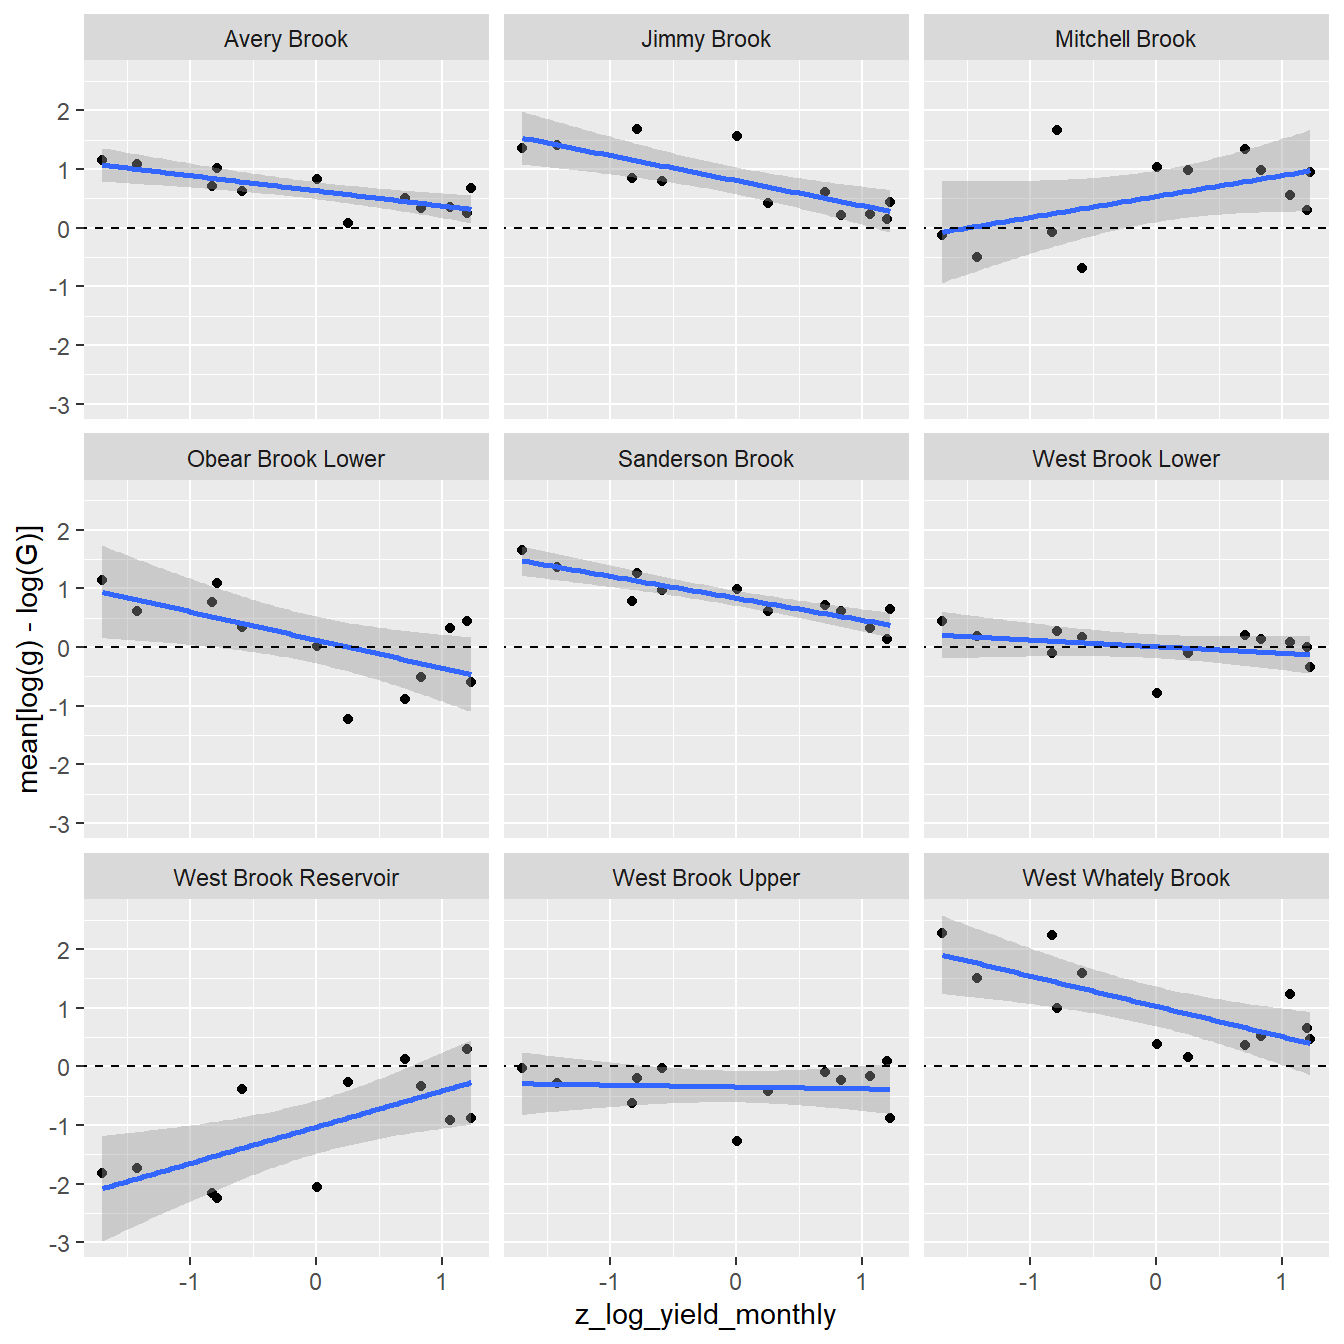 Avery Brook
Jimmy Brook
Mitchell Brook
2
1
0
-1
-2
-3
Obear Brook Lower
Sanderson Brook
West Brook Lower
2
1
0
-1
-2
-3
mean[log(g) - log(G)]
West Brook Reservoir
West Brook Upper
West Whately Brook
2
1
0
-1
-2
-3
-1 0 1
-1 0 1
-1 0 1
z_log_yield_monthly